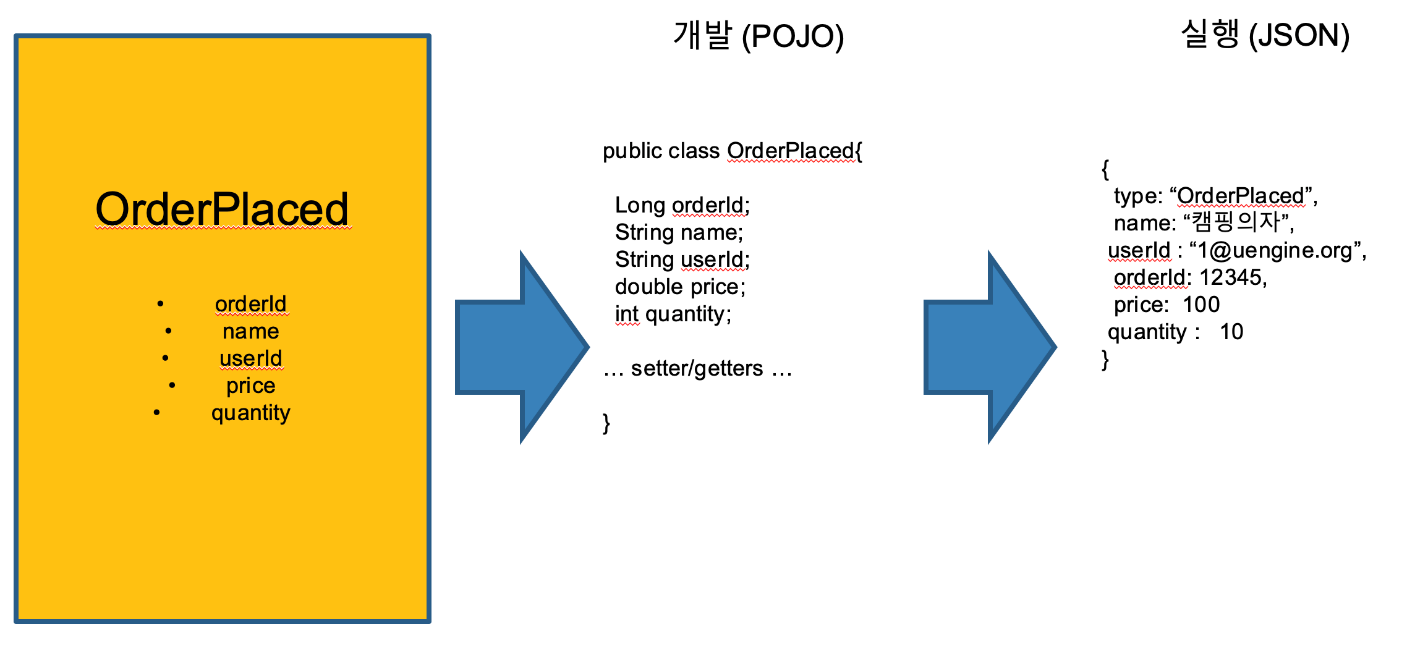 OrderPlaced
• orderId
• name
• userId
• price
• quantity
개발 (POJO)
public class OrderPlaced{
Long orderId;
String name;
String userId;
double price;
int quantity;
… setter/getters …
}
실행 (JSON)
{
type: “OrderPlaced”,
name: “캠핑의자”,
userId : “1@uengine.org”,
orderId: 12345,
price: 100
quantity : 10
}